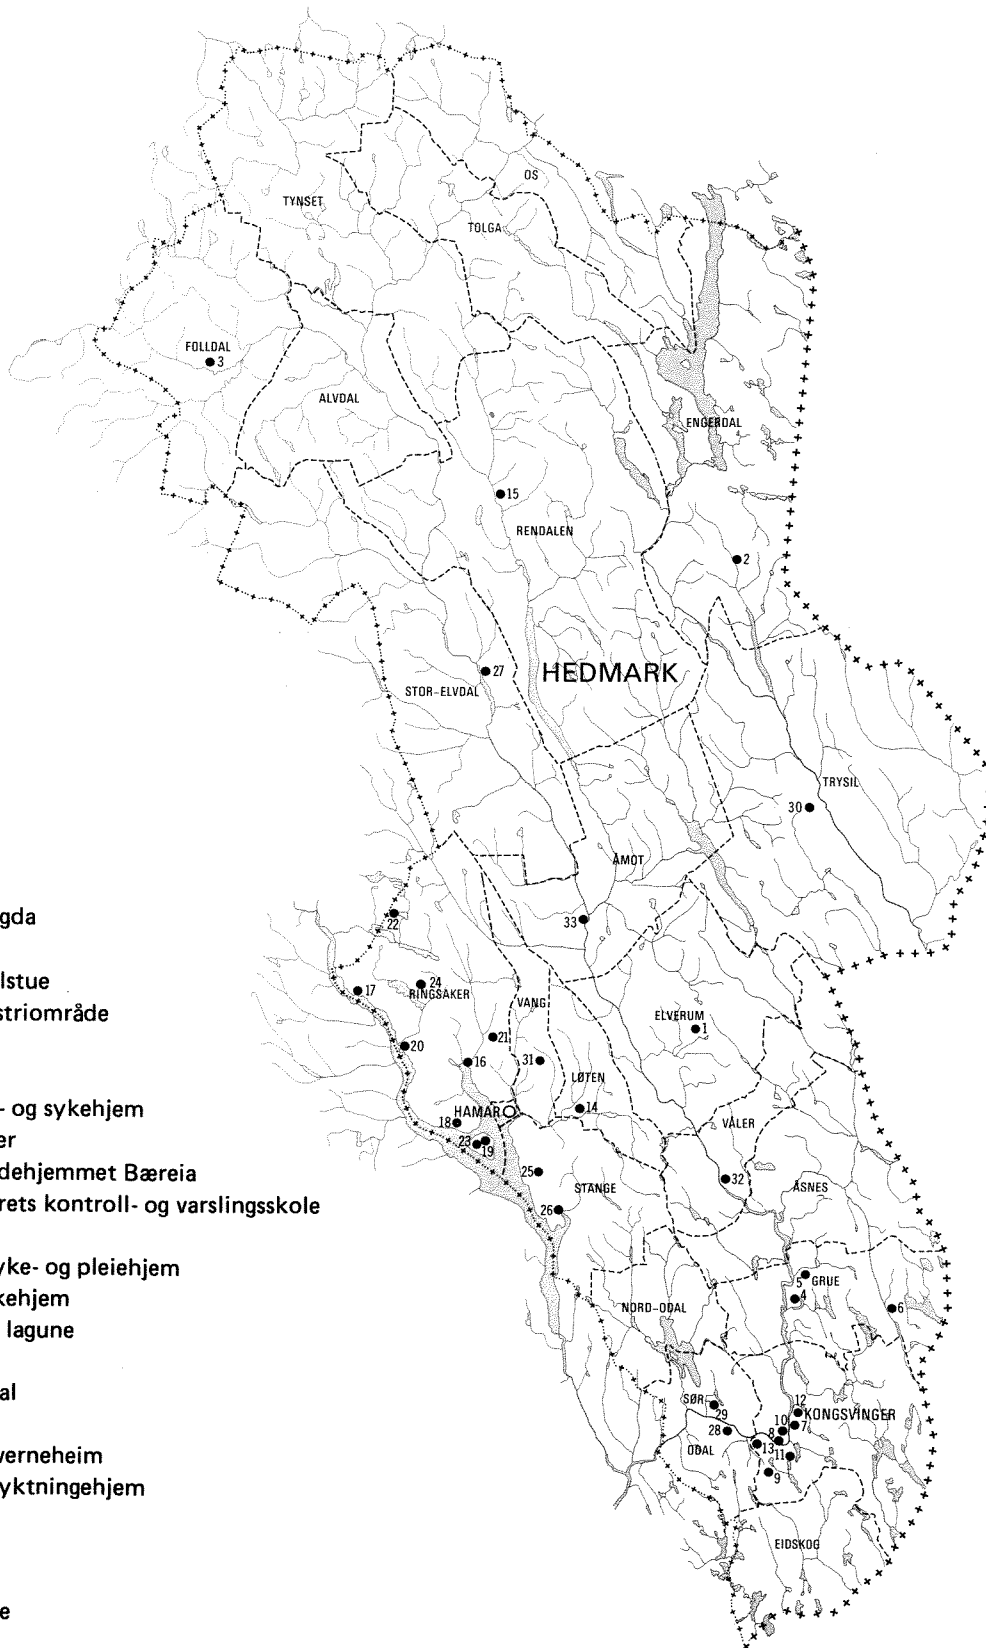 OS
TYNSET
TOLGA
FOLLDAL
3
ALVDAL
ENGERDAL
15
RENDALEN
2
HEDMARK
27
STOR-ELVDAL
TRYSIL
30
ÅMOT
gda
22
33
lstue
24
17
RINGSAKER
VANG
striområde
ELVERUM
1
21
20
16
31
LØTEN
- og sykehjem
HAMAR
14
18
VÅLER
er
23
19
dehjemmet Bæreia
25
32
STANGE
ÅSNES
rets kontroll- og varslingsskole
26
yke- og pleiehjem
5
GRUE
4
kehjem
NORD-ODAL
6
lagune
al
SØR-
29
12
KONGSVINGER
10
7
28
8
verneheim
ODAL
13
11
9
yktningehjem
EIDSKOG
e